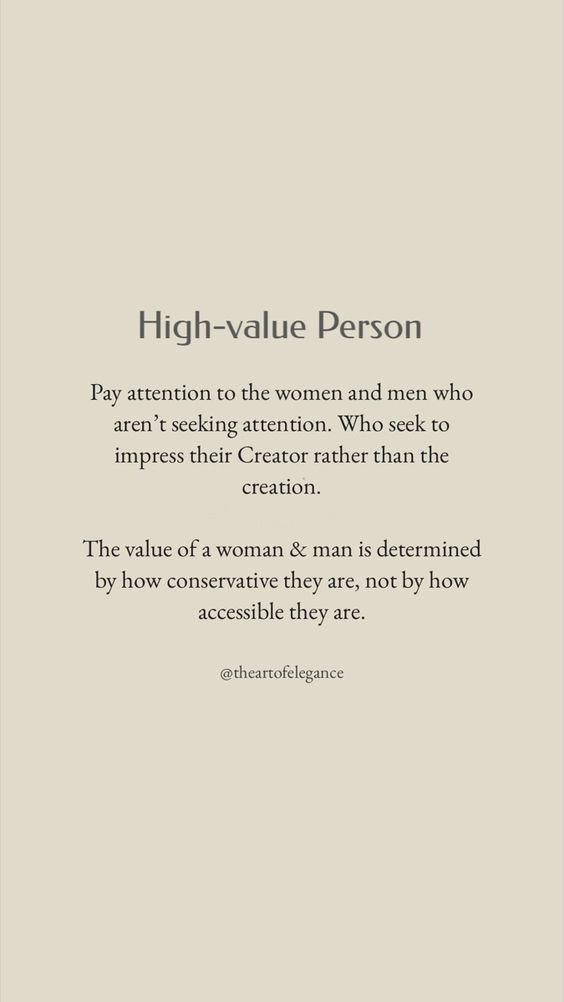 High-value Person
Pay attention to the women and men who
aren’t seeking attention. Who seek to
impress their Creator rather than the
creation.
The value of a woman & man is determined
by how conservative they are, not by how
accessible they are.
@theartofelegance